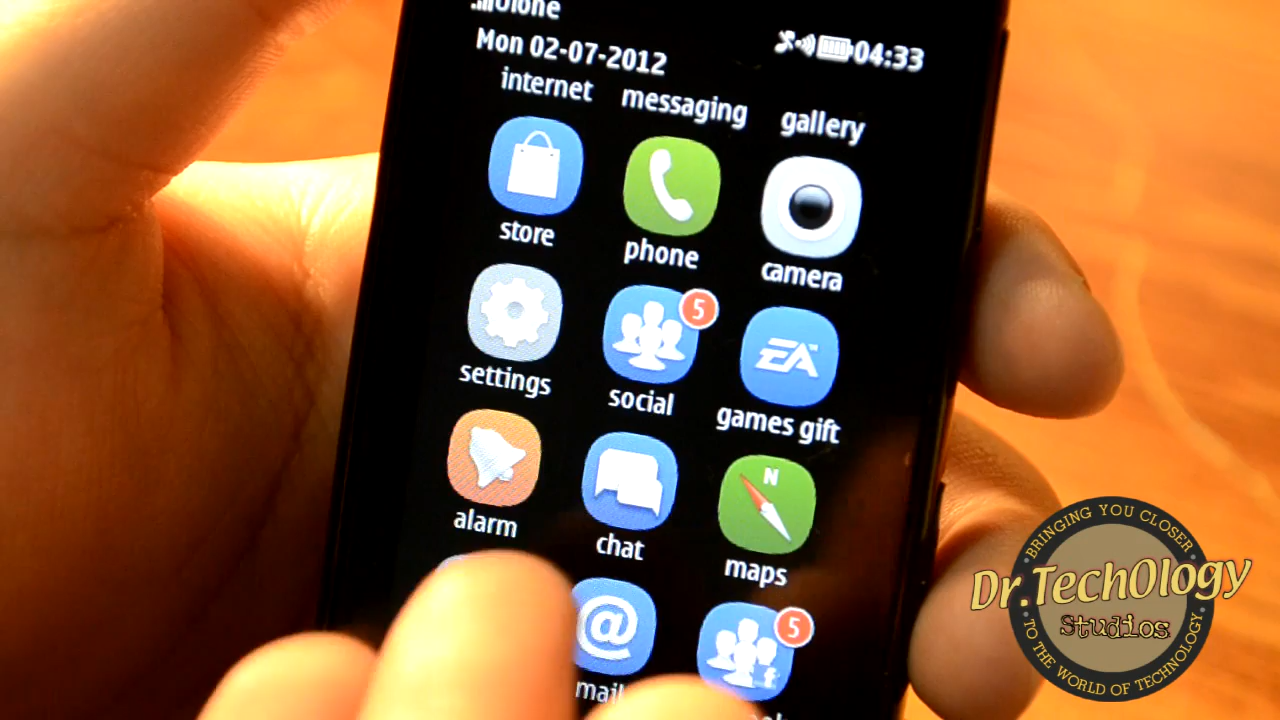 Mon 02-07-2012
04:33
internet
messaging
gallery
store
phone
camera
settings
5
social
EA
games gift
alarm
chat
N
maps
@
5
f
mail
BRINGING YOU CLOSER
Dr.TechOlogy
Studios
TO THE WORLD OF TECHNOLOGY